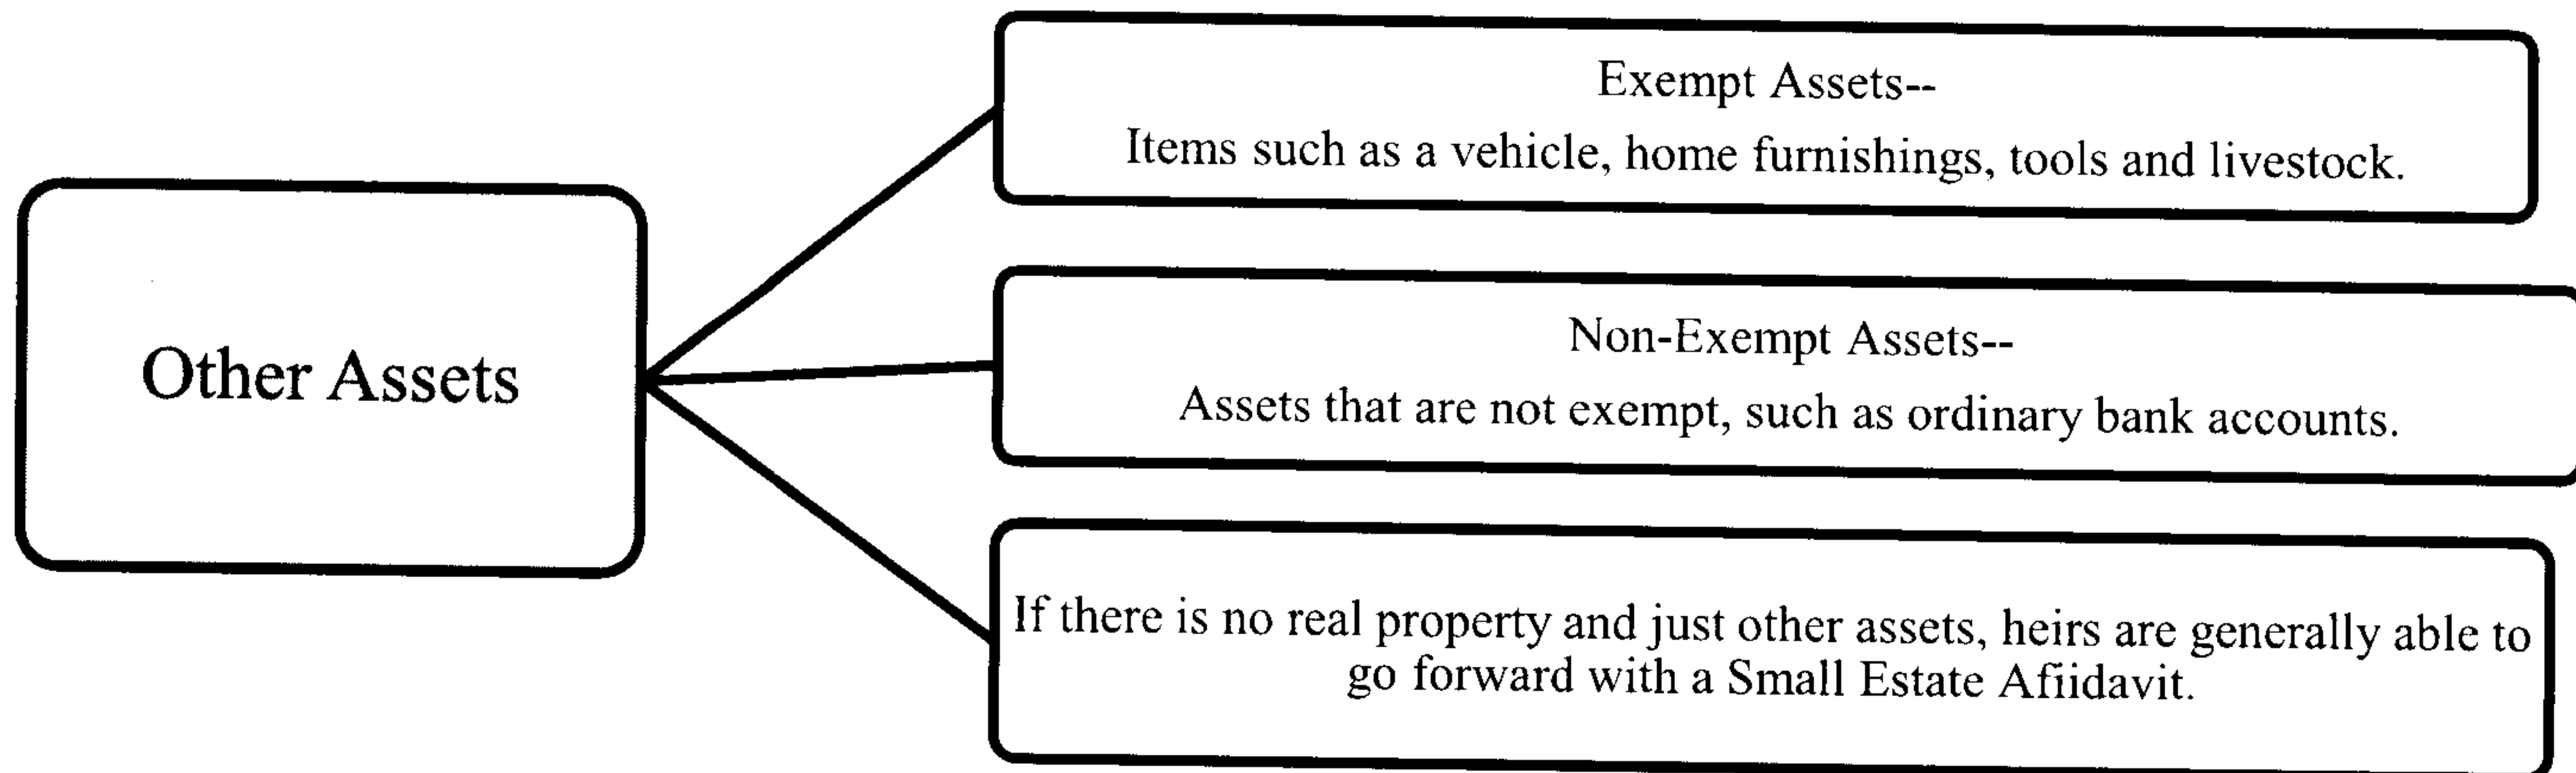 Other Assets
Exempt Assets--
Items such as a vehicle, home furnishings, tools and livestock.
Non-Exempt Assets--
Assets that are not exempt, such as ordinary bank accounts.
If there is no real property and just other assets, heirs are generally able to
go forward with a Small Estate Afiidavit.